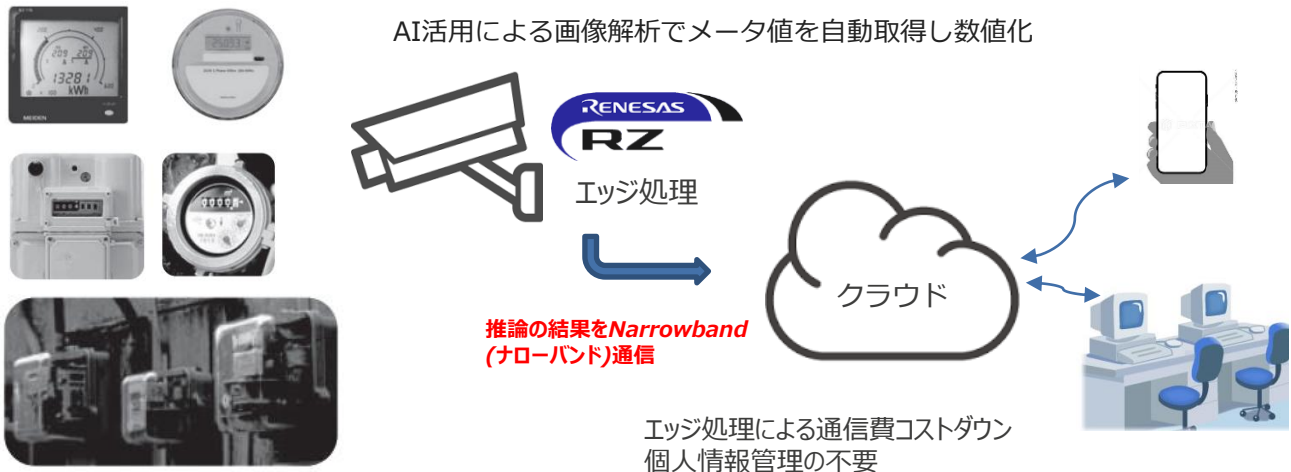 AI活用による画像解析でメータ値を自動取得し数値化
209 209
13281
kWh
MEIDEN
RENESAS
RZ
エッジ処理
クラウド
推論の結果をNarrowband
(ナローバンド)通信
エッジ処理による通信費コストダウン
個人情報管理の不要